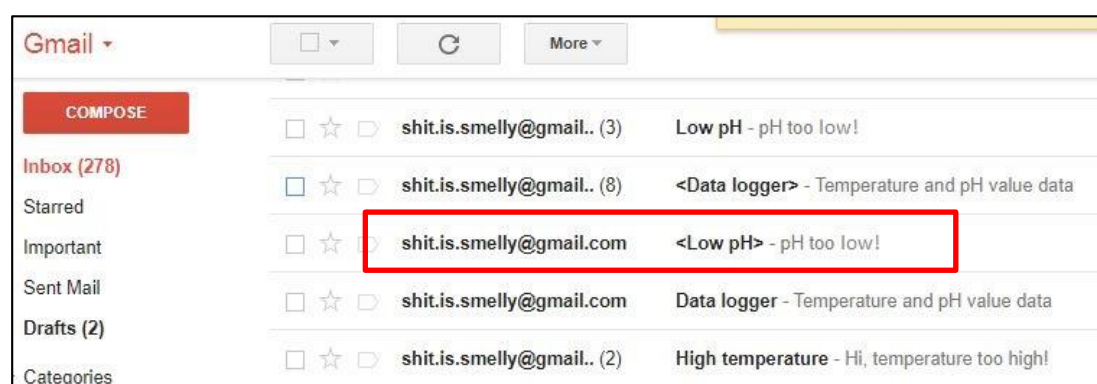 Gmail
More
COMPOSE
Inbox (278)
Starred
Important
Sent Mail
Drafts (2)
Categories
shit.is.smelly@gmail.. (3) Low pH - pH too low!
shit.is.smelly@gmail.. (8) <Data logger> - Temperature and pH value data
shit.is.smelly@gmail.com <Low pH> - pH too low!
shit.is.smelly@gmail.com Data logger - Temperature and pH value data
shit.is.smelly@gmail.. (2) High temperature - Hi, temperature too high!